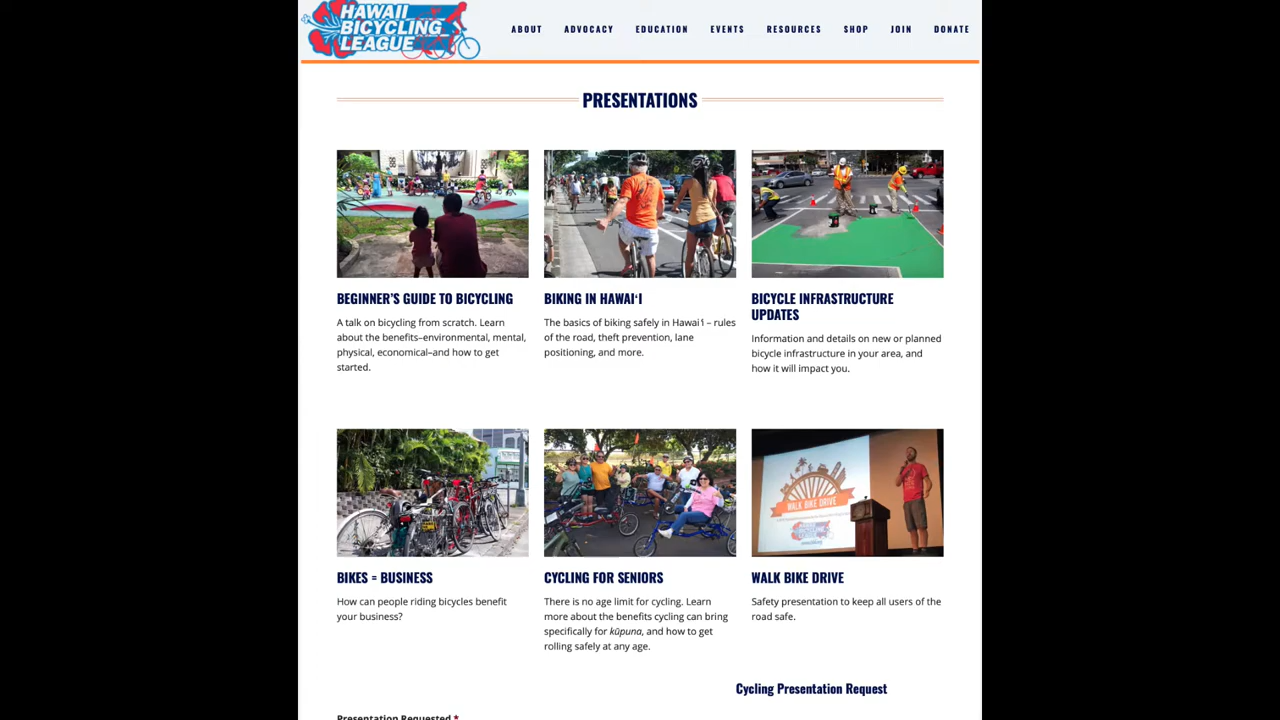 HAWAII
BICYCLING
LEAGUE
ABOUT ADVOCACY EDUCATION EVENTS RESOURCES SHOP JOIN DONATE
PRESENTATIONS
BEGINNER'S GUIDE TO BICYCLING
A talk on bicycling from scratch. Learn
about the benefits–environmental, mental,
physical, economical–and how to get
started.
BIKING IN HAWAIʻI
The basics of biking safely in Hawaiʻi – rules
of the road, theft prevention, lane
positioning, and more.
BICYCLE INFRASTRUCTURE
UPDATES
Information and details on new or planned
bicycle infrastructure in your area, and
how it will impact you.
WALK BIKE DRIVE
HAWAII
BICYCLING
LEAGUE
BIKES = BUSINESS
How can people riding bicycles benefit
your business?
CYCLING FOR SENIORS
There is no age limit for cycling. Learn
more about the benefits cycling can bring
specifically for kūpuna, and how to get
rolling safely at any age.
WALK BIKE DRIVE
Safety presentation to keep all users of the
road safe.
Cycling Presentation Request
Presentation Requested *